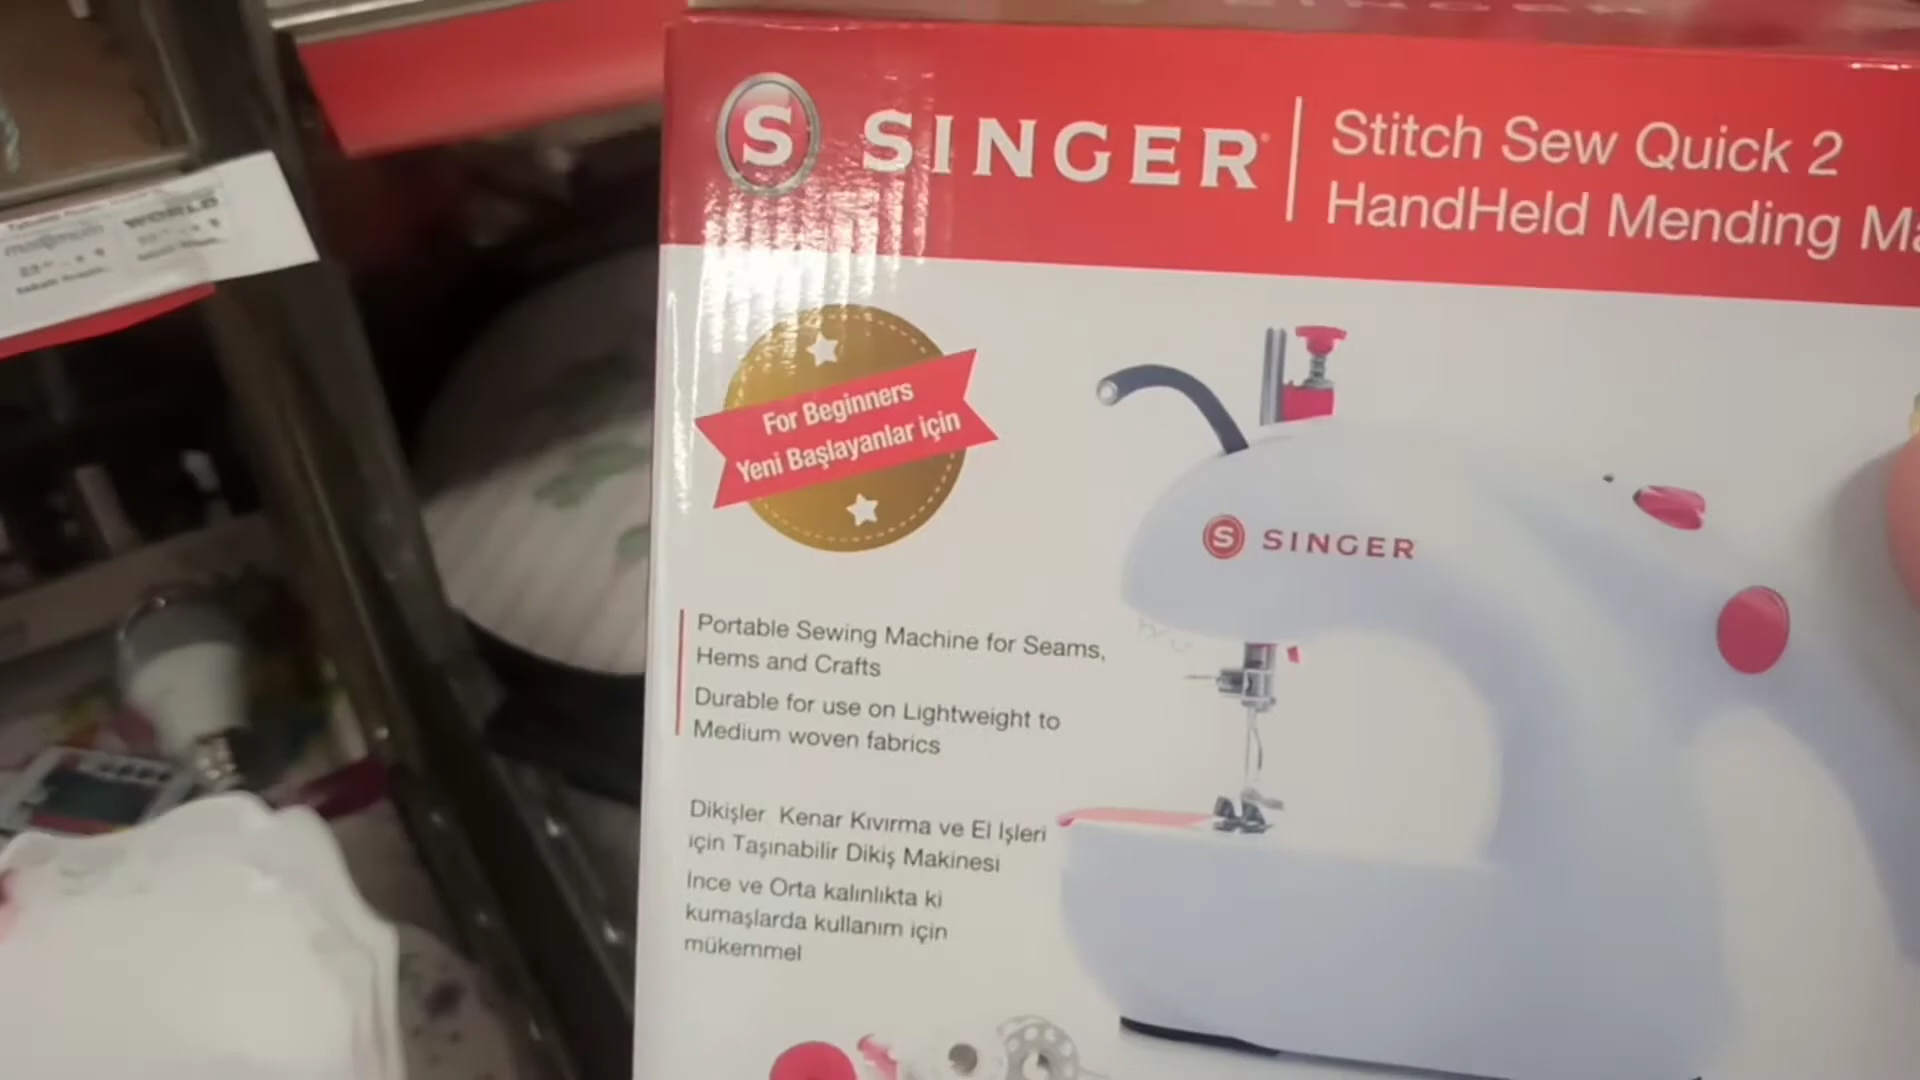 WORLD
S SINGER
Stitch Sew Quick 2
HandHeld Mending
For Beginners
Yeni Başlayanlar için
S SINGER
Portable Sewing Machine for Seams,
Hems and Crafts
Durable for use on Lightweight to
Medium woven fabrics
Dikişler Kenar Kıvırma ve El İşleri
için Taşınabilir Dikiş Makinesi
İnce ve Orta kalınlıkta ki
kumaşlarda kullanım için
mükemmel